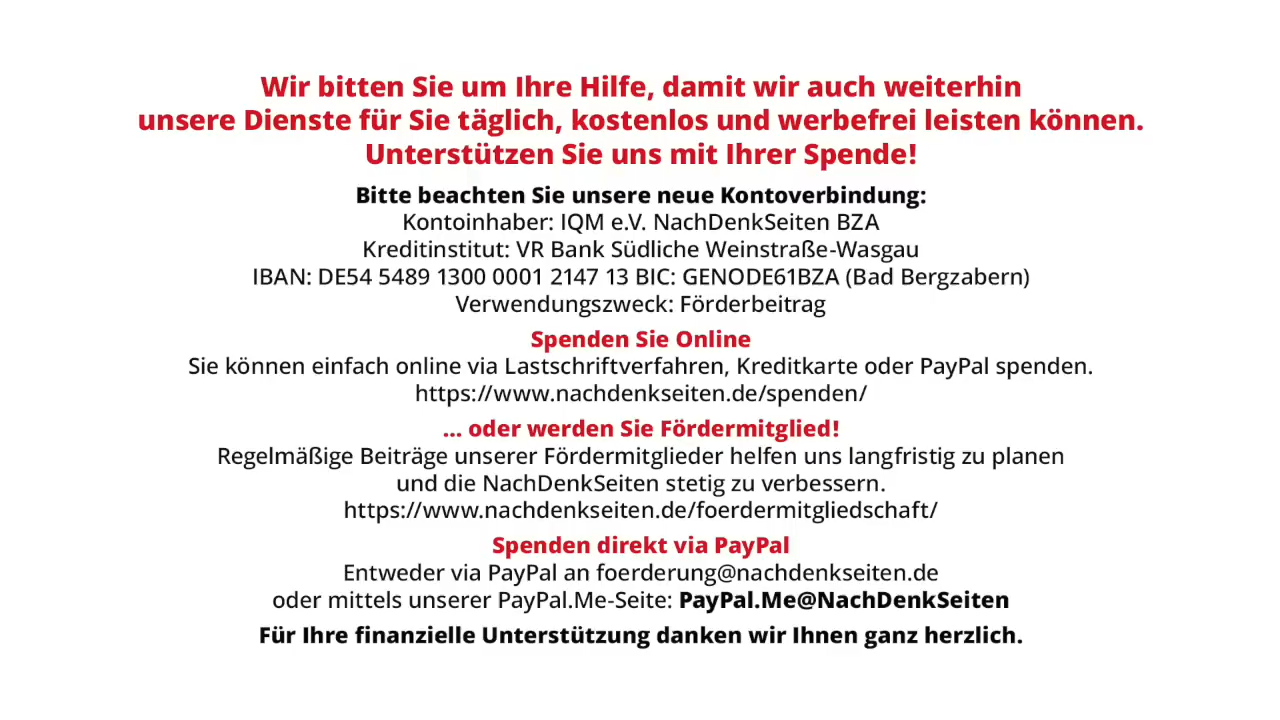 Wir bitten Sie um Ihre Hilfe, damit wir auch weiterhin
unsere Dienste für Sie täglich, kostenlos und werbefrei leisten können.
Unterstützen Sie uns mit Ihrer Spende!
Bitte beachten Sie unsere neue Kontoverbindung:
Kontoinhaber: IQM e.V. NachDenkSeiten BZA
Kreditinstitut: VR Bank Südliche Weinstraße-Wasgau
IBAN: DE54 5489 1300 0001 2147 13 BIC: GENODE61BZA (Bad Bergzabern)
Verwendungszweck: Förderbeitrag
Spenden Sie Online
Sie können einfach online via Lastschriftverfahren, Kreditkarte oder PayPal spenden.
https://www.nachdenkseiten.de/spenden/
... oder werden Sie Fördermitglied!
Regelmäßige Beiträge unserer Fördermitglieder helfen uns langfristig zu planen
und die NachDenkSeiten stetig zu verbessern.
https://www.nachdenkseiten.de/foerdermitgliedschaft/
Spenden direkt via PayPal
Entweder via PayPal an foerderung@nachdenkseiten.de
oder mittels unserer PayPal.Me-Seite: PayPal.Me@NachDenkSeiten
Für Ihre finanzielle Unterstützung danken wir Ihnen ganz herzlich.